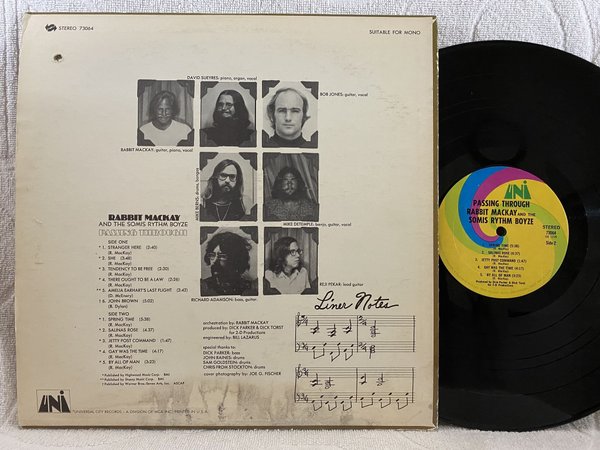 STEREO 73064
SUITABLE FOR MONO
DAVID SUEYRES: piano, organ, vocal
BOB JONES: guitar, vocal
RABBIT MACKAY: guitar, piano, vocal
MIKE DETEMPLE: banjo, guitar, vocal
REJI PEKAR: lead guitar
RICHARD ADAMSON: bass, guitar
RABBIT MACKAY
AND THE SOMIS RYTHM BOYZE
PASSING THROUGH
SIDE ONE
* 1. STRANGER HERE (3:40)
(R. MacKay)
* 2. SHE (3:48)
(R. MacKay)
* 3. TENDENCY TO BE FREE (3:30)
(R. MacKay)
* 4. THERE OUGHT TO BE A LAW (3:26)
(R. MacKay)
* 5. AMELIA EARHART'S LAST FLIGHT (3:43)
(D. McEnery)
6. JOHN BROWN (5:02)
(B. Dylan)
SIDE TWO
* 1. SPRING TIME (5:38)
(R. MacKay)
* 2. SALINAS ROSE (4:37)
(R. MacKay)
* 3. JETTY POST COMMAND (1:47)
(R. MacKay)
* 4. GAY WAS THE TIME (4:17)
(R. MacKay)
* 5. BY ALL OF MAN (3:23)
(R. MacKay)
Liner Notes
orchestration by: RABBIT MACKAY
produced by: DICK PARKER & DICK TORST
for 2-D Productions
engineered by: BILL LAZARUS
special thanks to:
DICK PARKER: bass
JOHN RAINES: drums
SAM GOLDSTEIN: drums
CHRIS FROM STOCKTON: drums
cover photography by: JOE G. FISCHER
UNI
UNIVERSAL CITY RECORDS - A DIVISION OF MCA INC. PRINTED IN U.S.A.
UNI
PASSING THROUGH
RABBIT MACKAY AND THE
SOMIS RYTHM BOYZE
STEREO
73064
Side 2
1. SPRING TIME (5:38)
2. SALINAS ROSE (4:37)
3. JETTY POST COMMAND (1:47)
4. GAY WAS THE TIME (4:17)
5. BY ALL OF MAN (3:23)